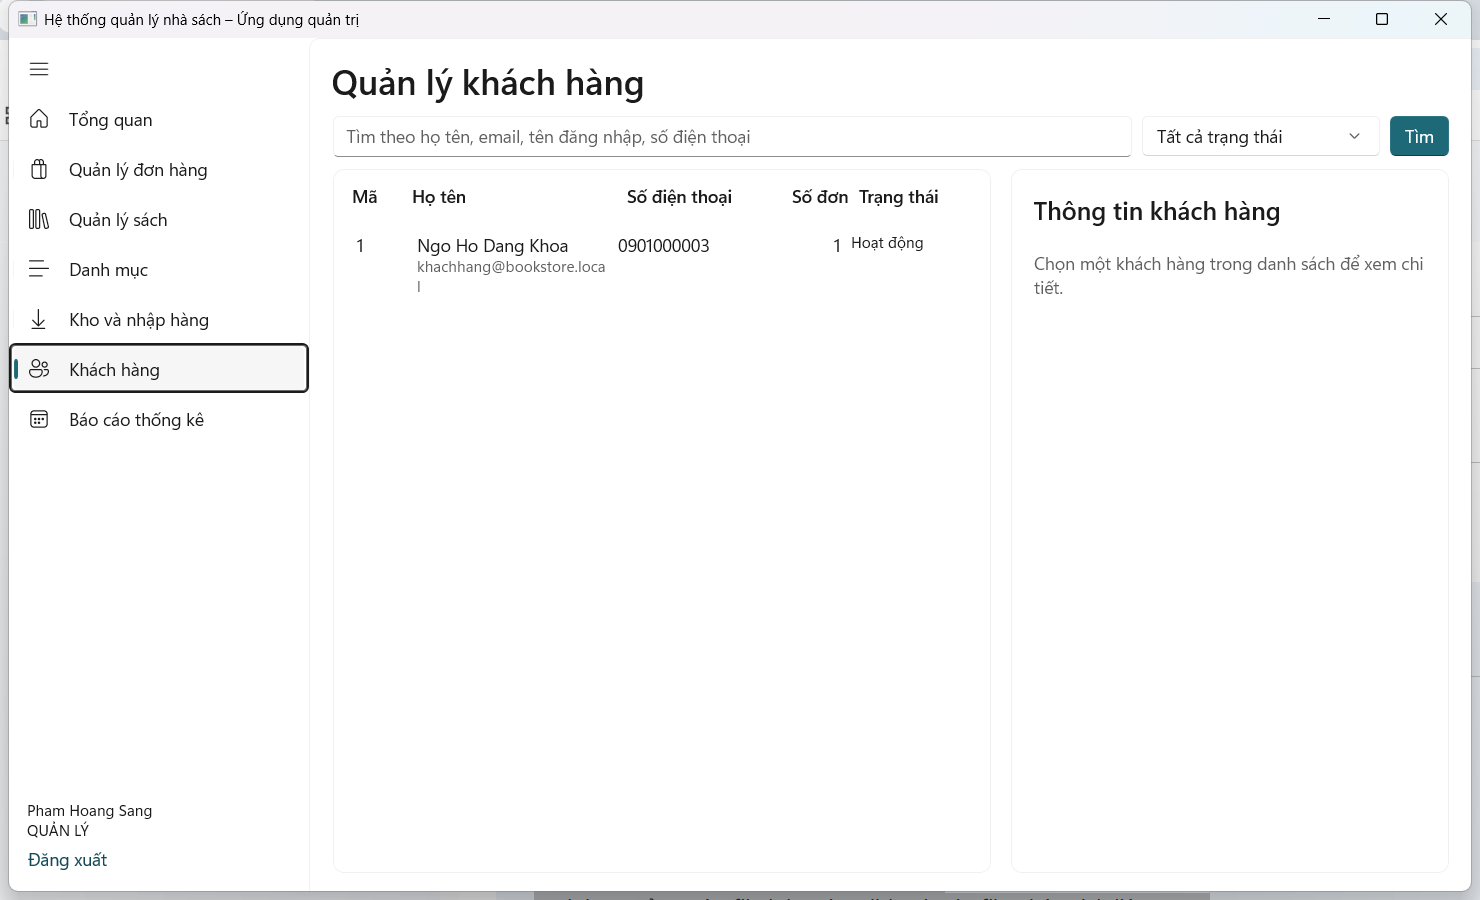 Hệ thống quản lý nhà sách – Ứng dụng quản trị
Tổng quan
Quản lý đơn hàng
Quản lý sách
Danh mục
Kho và nhập hàng
Khách hàng
Báo cáo thống kê
Pham Hoang Sang
QUẢN LÝ
Đăng xuất
Quản lý khách hàng
Tìm theo họ tên, email, tên đăng nhập, số điện thoại
Tất cả trạng thái
Tìm
Mã Họ tên Số điện thoại Số đơn Trạng thái
1 Ngo Ho Dang Khoa 0901000003 1 Hoạt động
khachhang@bookstore.loca
l
Thông tin khách hàng
Chọn một khách hàng trong danh sách để xem chi
tiết.